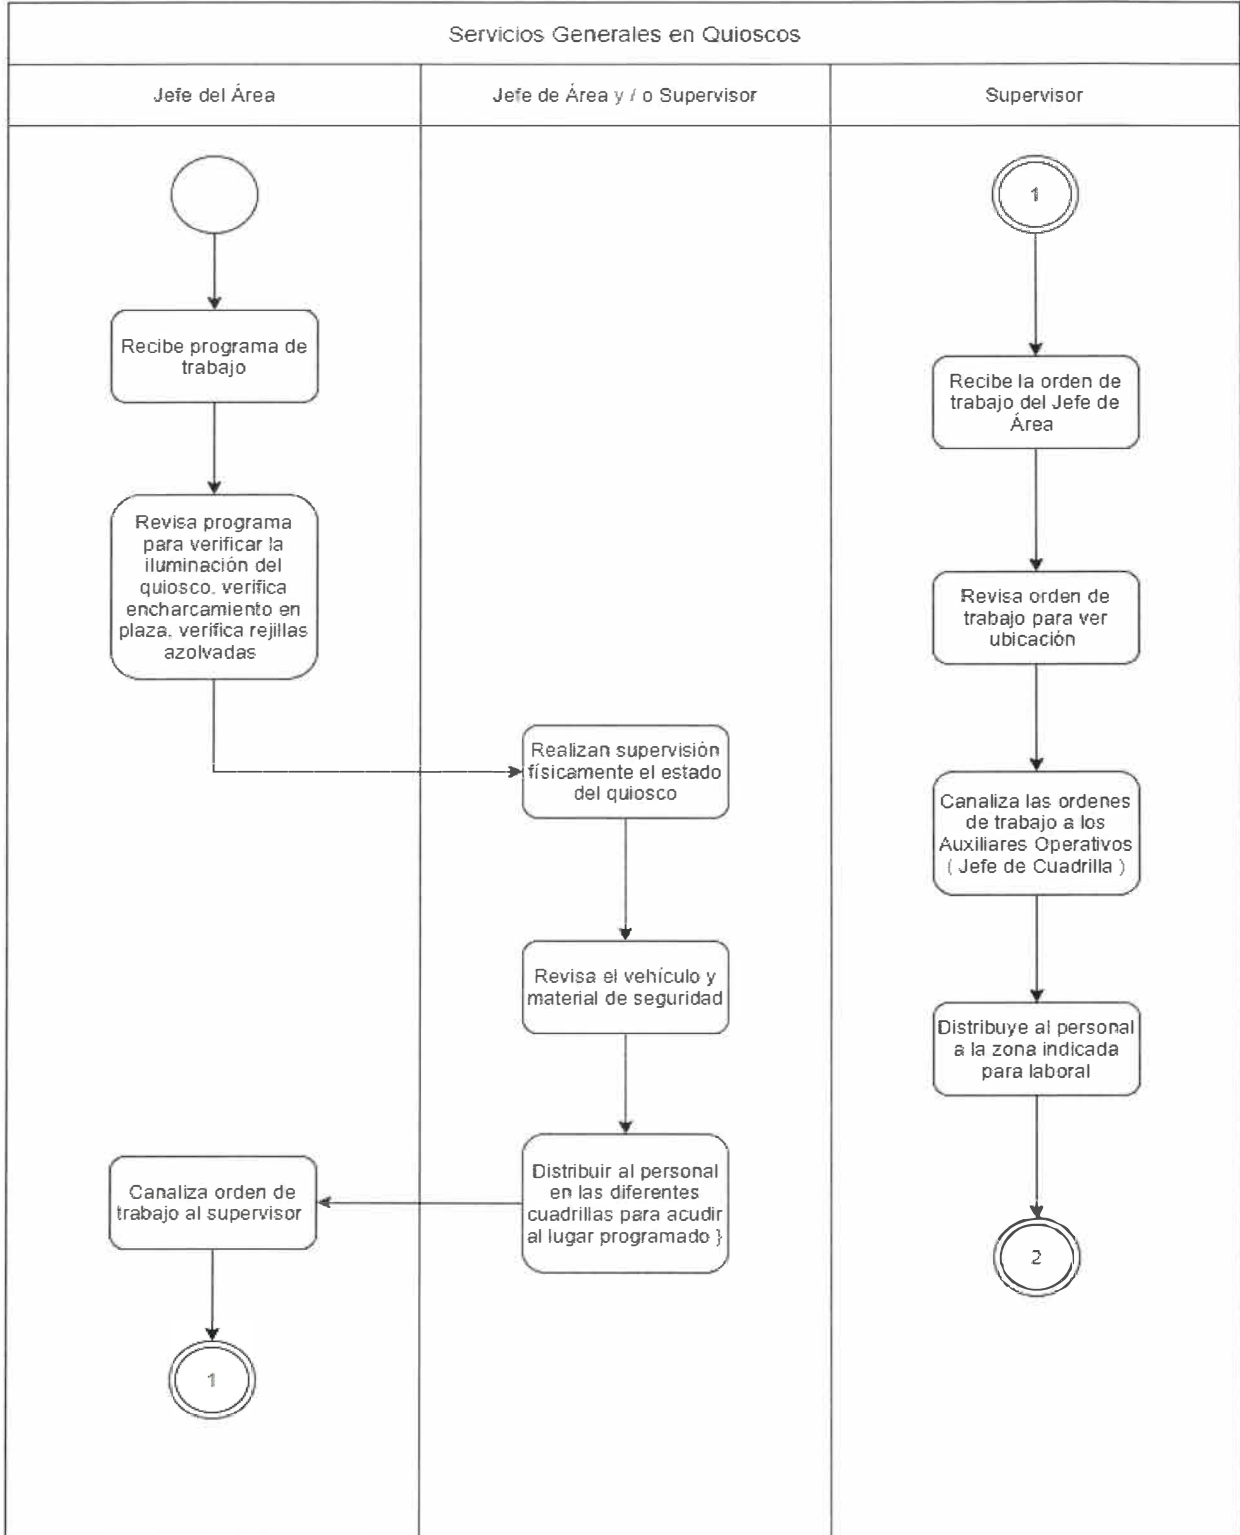 Servicios Generales en Quioscos
Jefe del Área
Jefe de Área y / o Supervisor
Supervisor
Recibe programa de
trabajo
Revisa programa
para verificar la
iluminación del
quiosco, verifica
encharcamiento en
plaza, verifica rejillas
azolvadas
Realizan supervisión
físicamente el estado
del quiosco
Revisa el vehículo y
material de seguridad
Distribuir al personal
en las diferentes
cuadrillas para acudir
al lugar programado }
Canaliza orden de
trabajo al supervisor
1
1
Recibe la orden de
trabajo del Jefe de
Área
Revisa orden de
trabajo para ver
ubicación
Canaliza las ordenes
de trabajo a los
Auxiliares Operativos
( Jefe de Cuadrilla )
Distribuye al personal
a la zona indicada
para laboral
2